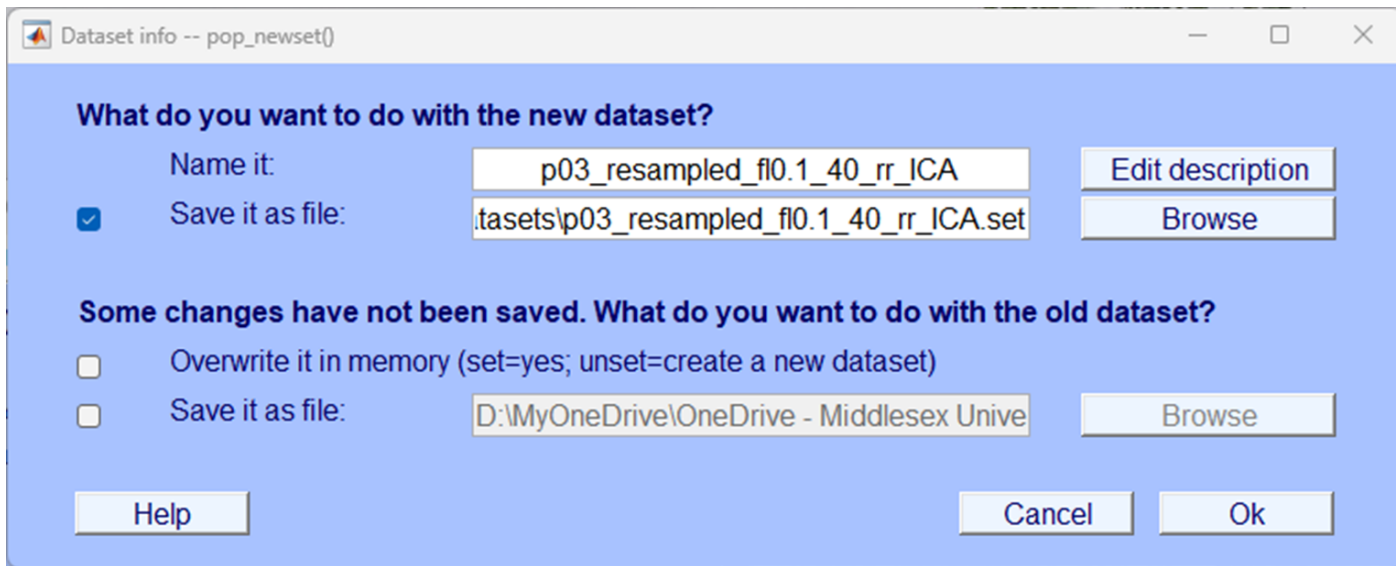 Dataset info -- pop_newset()
What do you want to do with the new dataset?
Name it: p03_resampled_fl0.1_40_rr_ICA Edit description
Save it as file: tasets\p03_resampled_fl0.1_40_rr_ICA.set Browse
Some changes have not been saved. What do you want to do with the old dataset?
Overwrite it in memory (set=yes; unset=create a new dataset)
Save it as file: D:\MyOneDrive\OneDrive - Middlesex Unive Browse
Help Cancel Ok